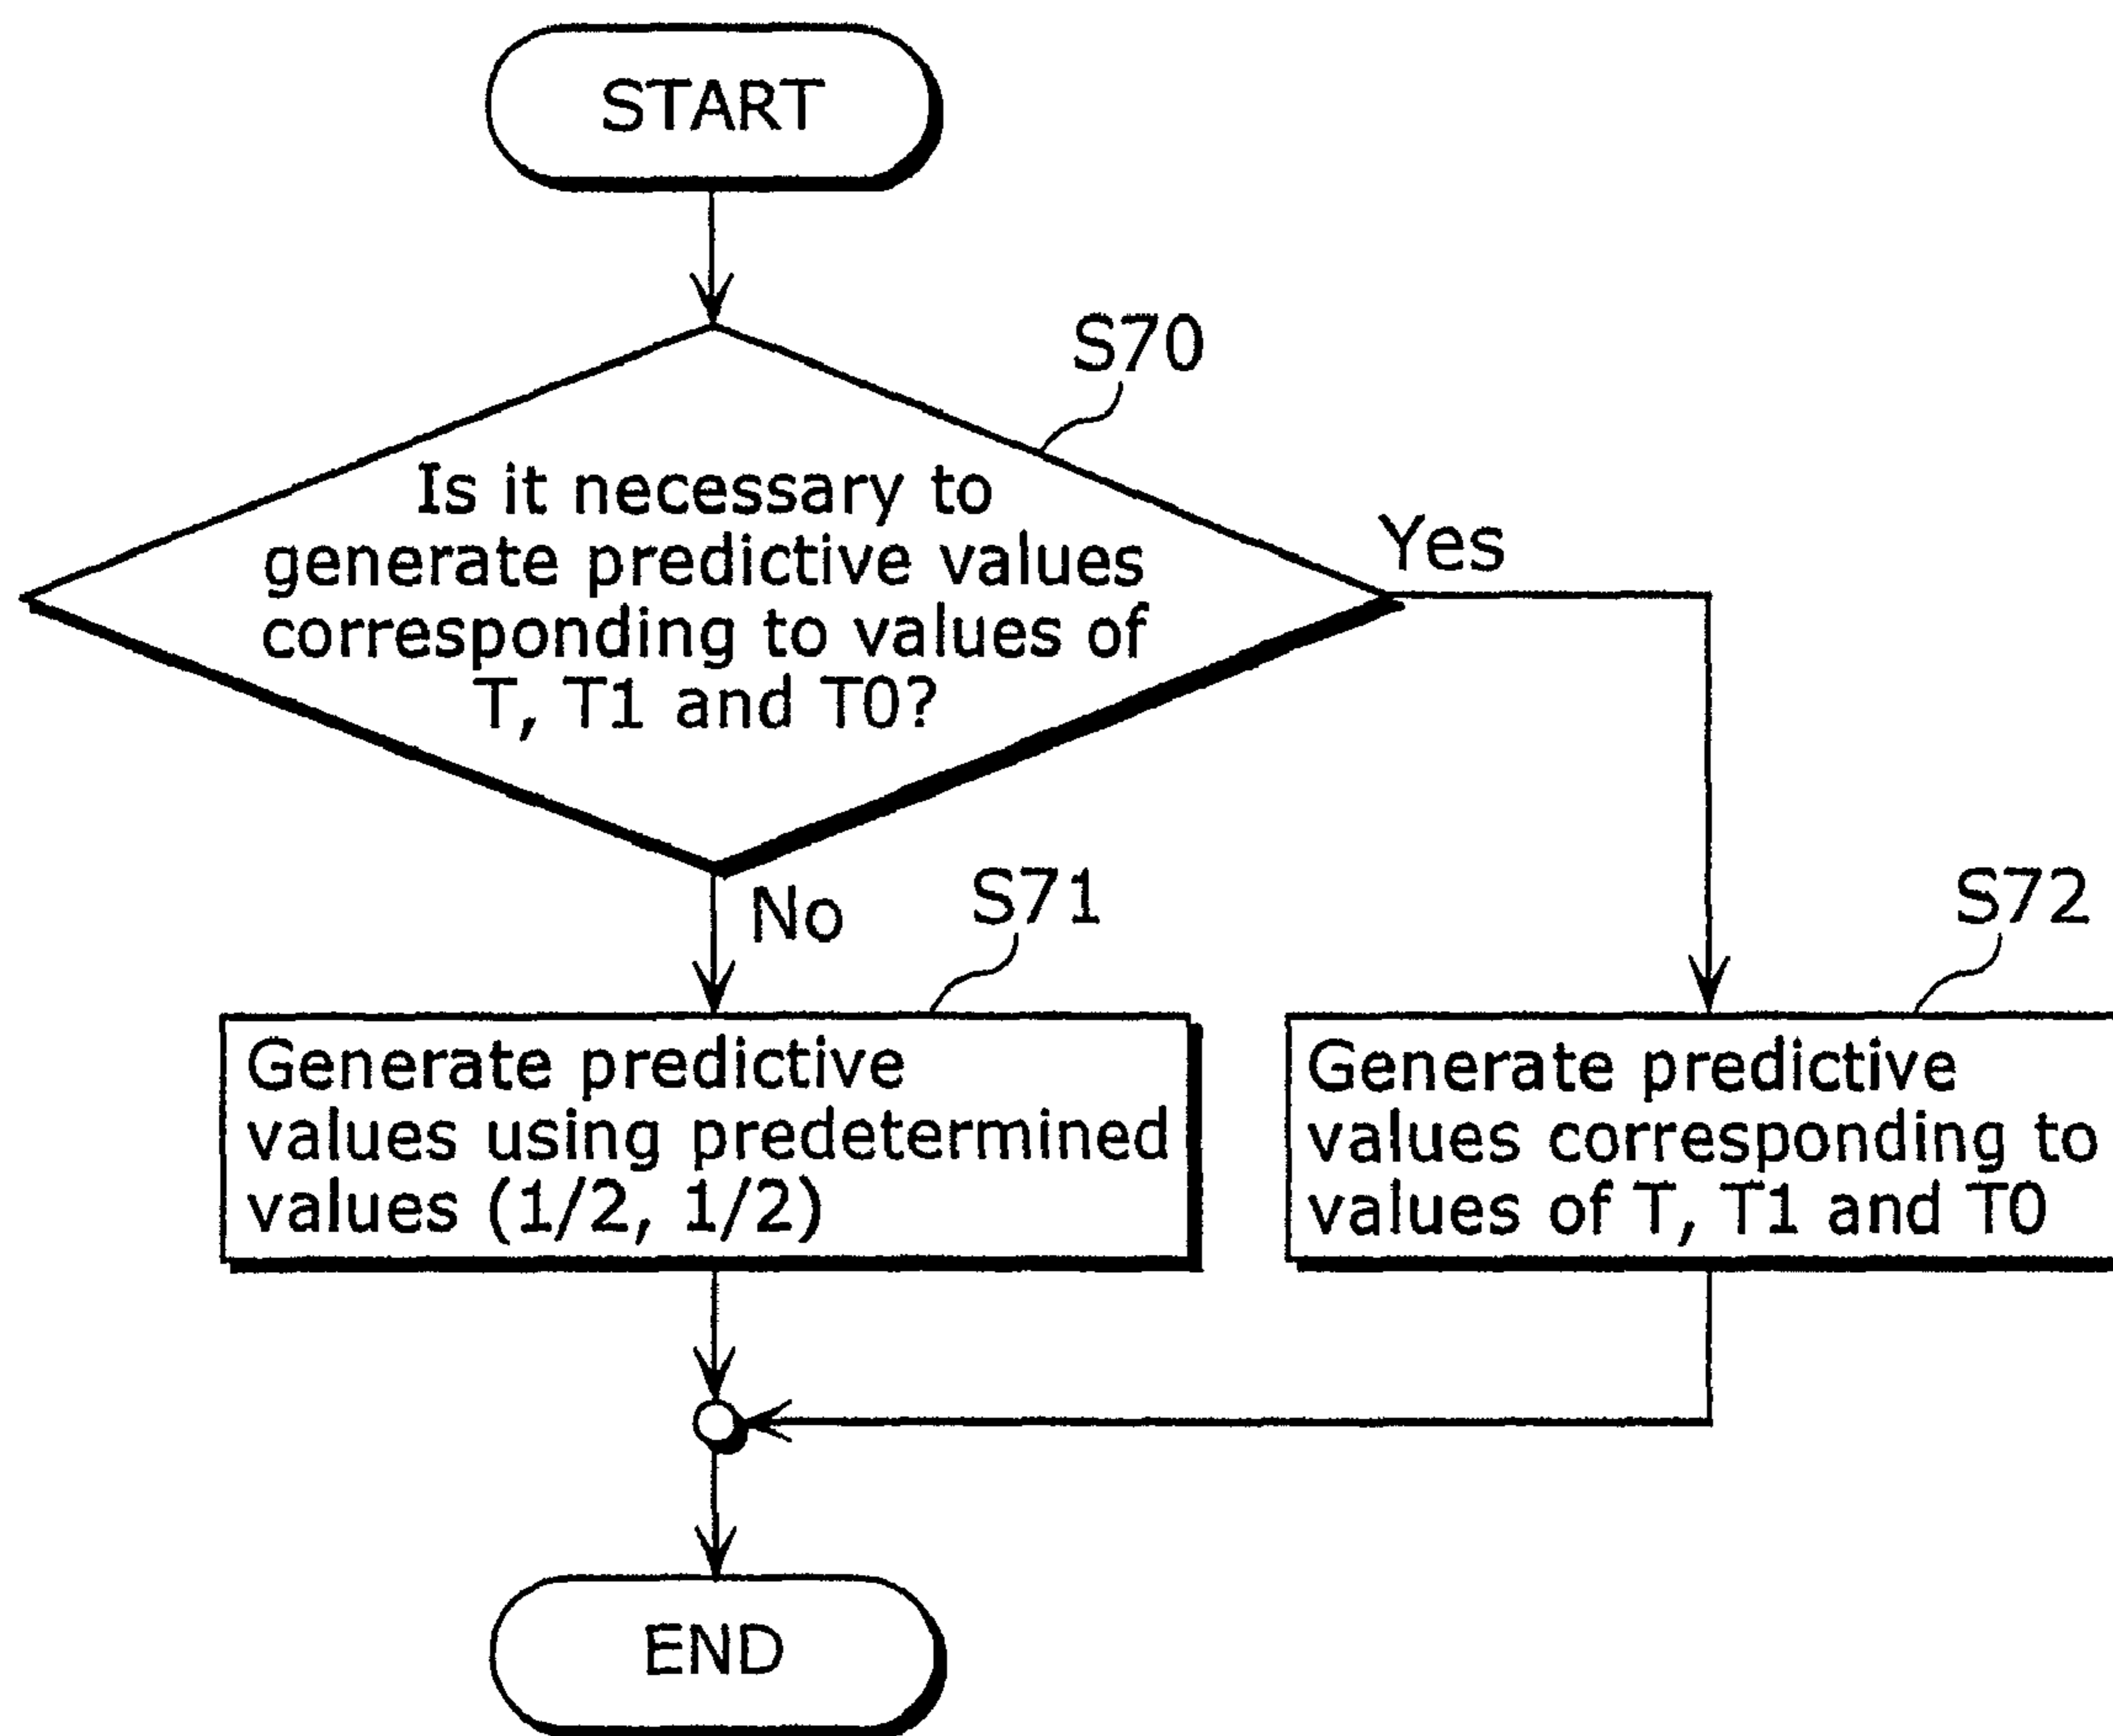 START
S70
Is it necessary to
generate predictive values
corresponding to values of
T, T1 and T0?
Yes
No
S71
S72
Generate predictive
values using predetermined
values (1/2, 1/2)
Generate predictive
values corresponding to
values of T, T1 and T0
END